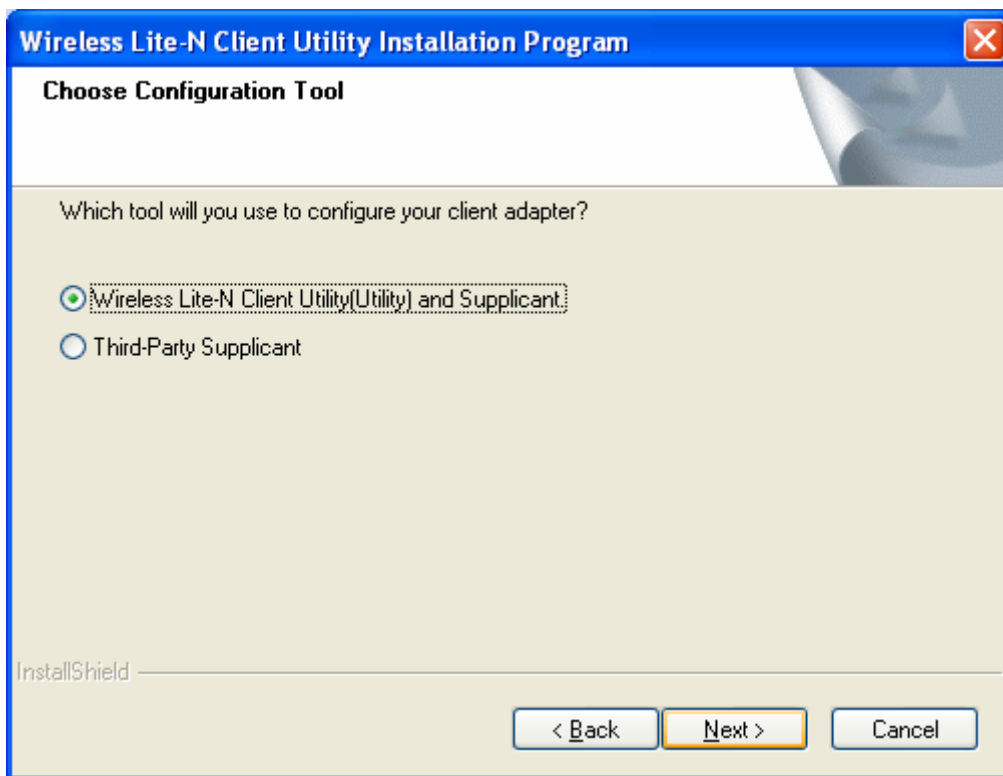 Wireless Lite-N Client Utility Installation Program
Choose Configuration Tool
Which tool will you use to configure your client adapter?
Wireless Lite-N Client Utility(Utility) and Supplicant.
Third-Party Supplicant
InstallShield
< Back
Next >
Cancel